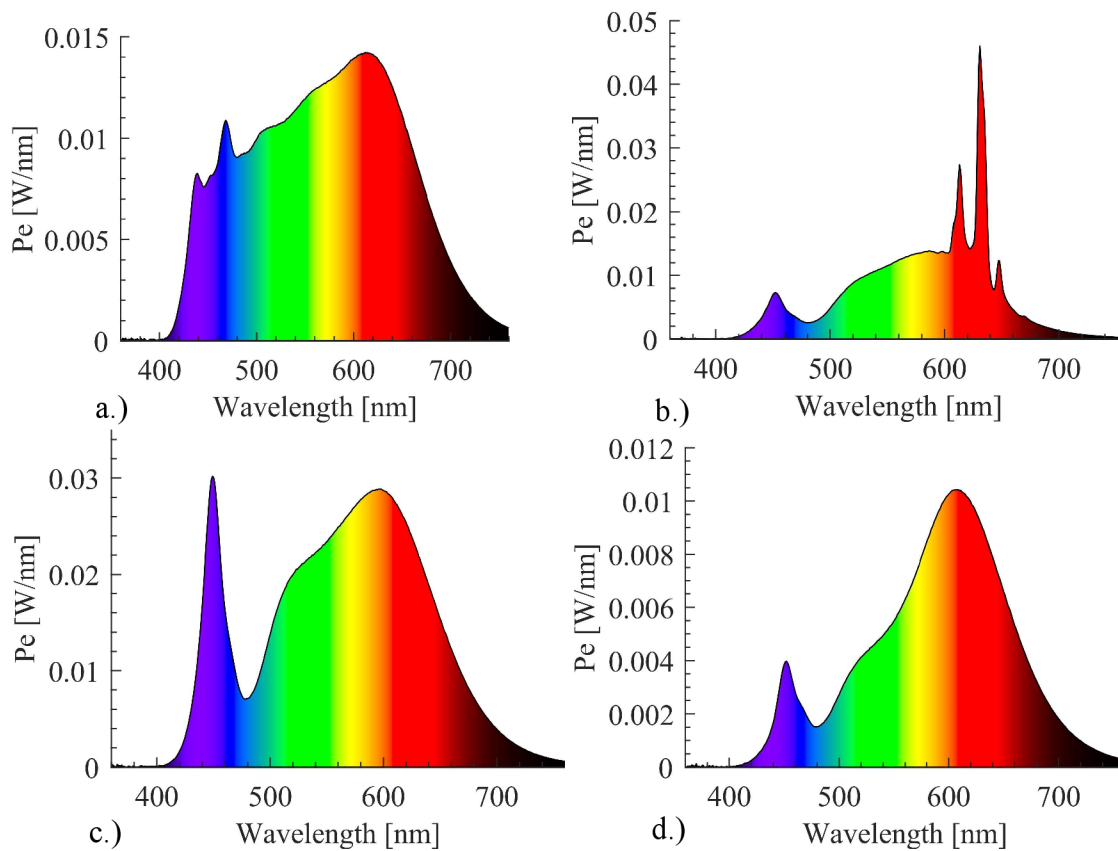 0.015
0.01
0.005
0
Pe [W/nm]
400 500 600 700
Wavelength [nm]
a.)
0.05
0.04
0.03
0.02
0.01
0
Pe [W/nm]
400 500 600 700
Wavelength [nm]
b.)
0.03
0.02
0.01
0
Pe [W/nm]
400 500 600 700
Wavelength [nm]
c.)
0.012
0.01
0.008
0.006
0.004
0.002
0
Pe [W/nm]
400 500 600 700
Wavelength [nm]
d.)